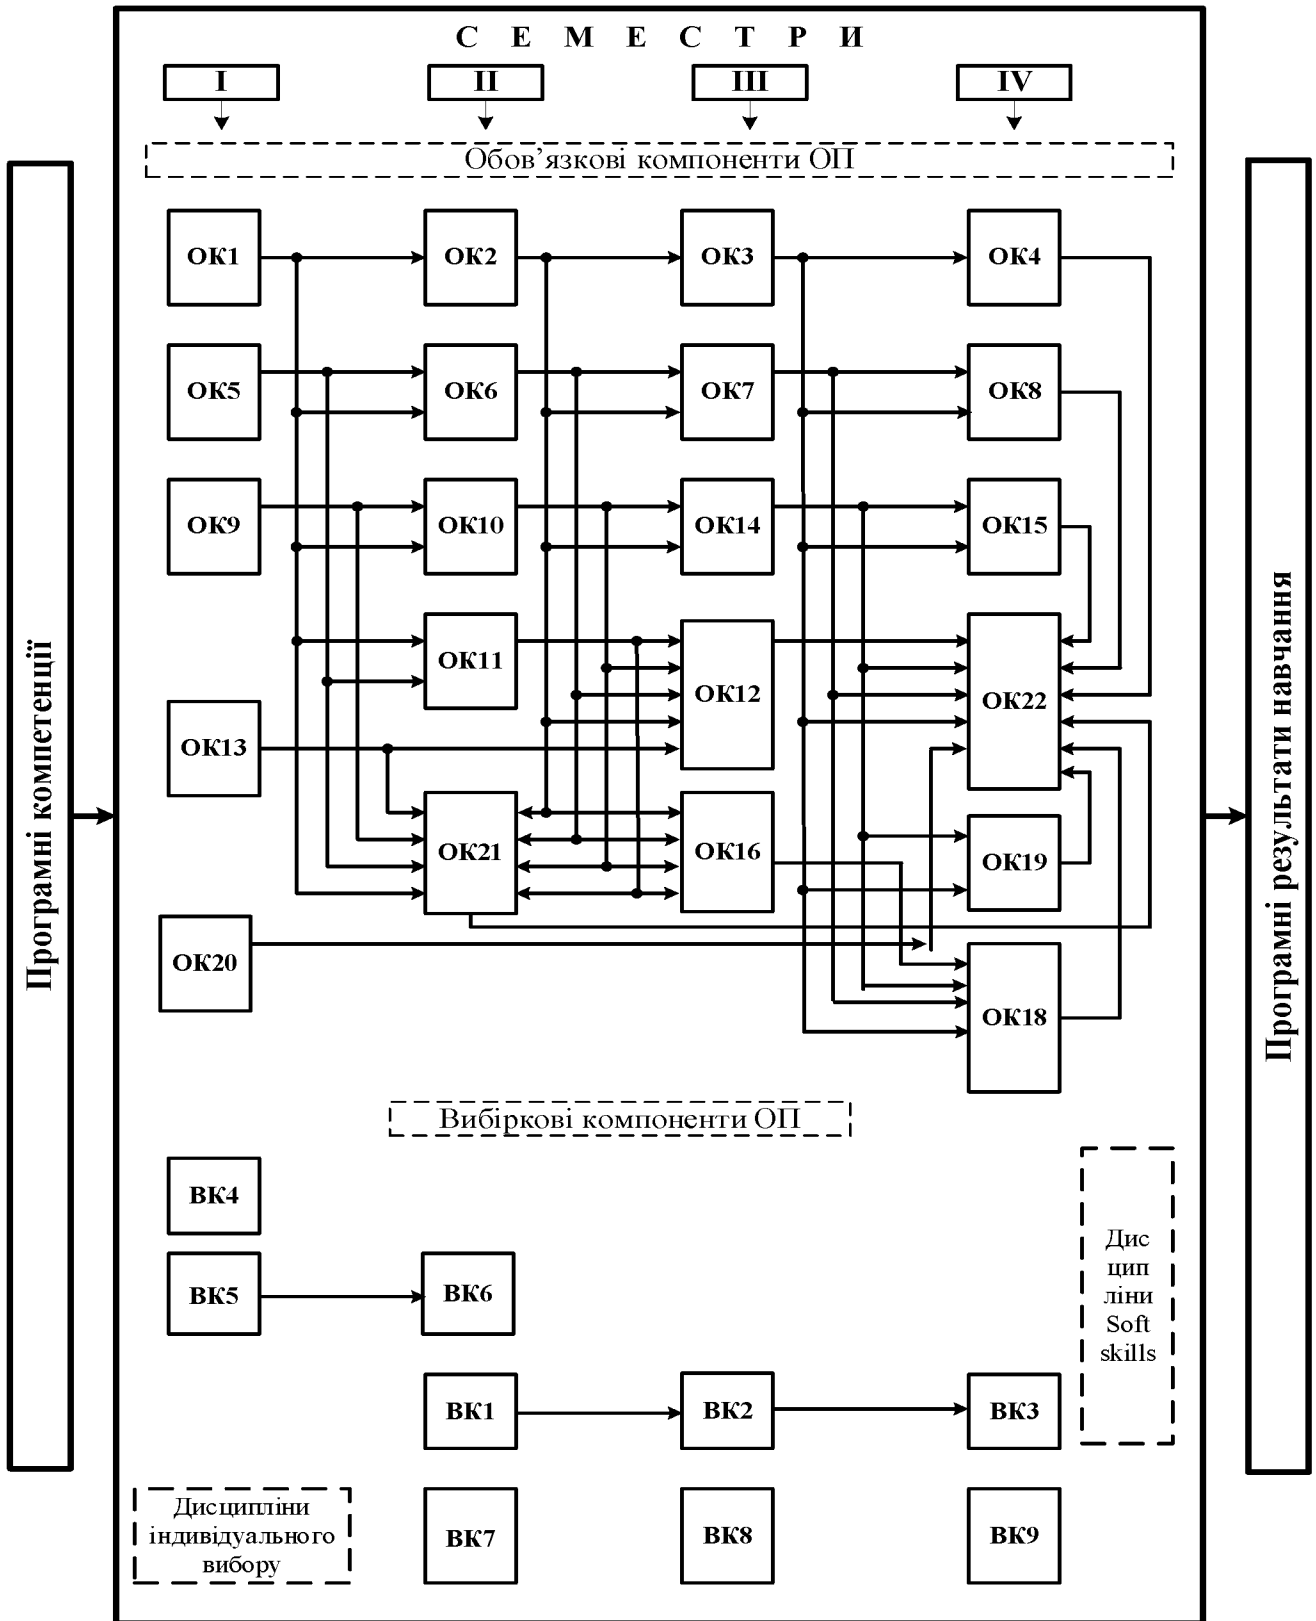 С Е М Е С Т Р И
I II III IV
Обов’язкові компоненти ОП
Програмні компетенції
Програмні результати навчання
ОК1 ОК2 ОК3 ОК4
ОК5 ОК6 ОК7 ОК8
ОК9 ОК10 ОК14 ОК15
ОК11 ОК12 ОК22
ОК13
ОК21 ОК16 ОК19
ОК20
ОК18
Вибіркові компоненти ОП
ВК4
ВК5 ВК6
Дис
цип
ліни
Soft
skills
ВК1 ВК2 ВК3
Дисципліни
індивідуального
вибору
ВК7 ВК8 ВК9